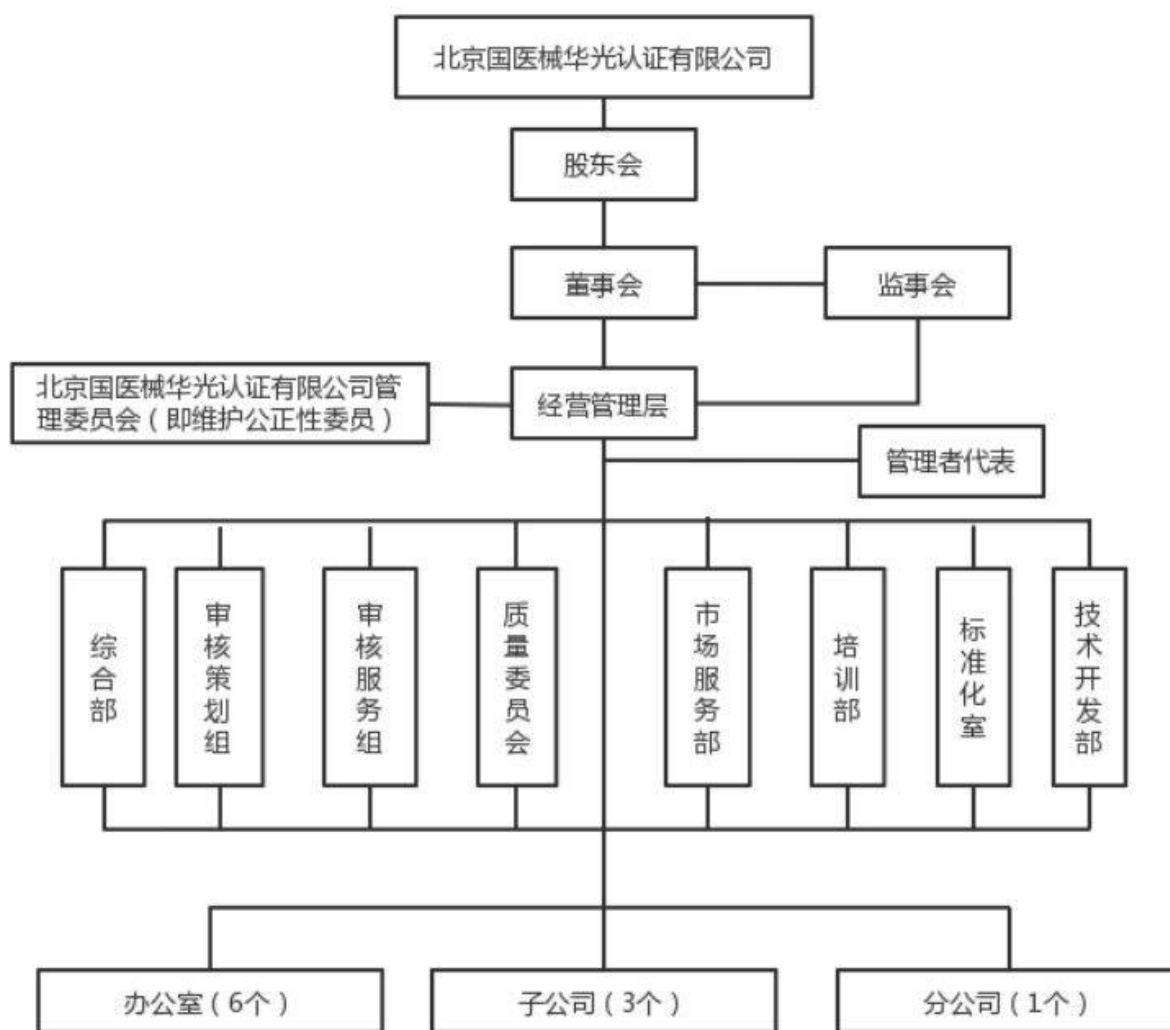 北京国医械华光认证有限公司
股东会
董事会
监事会
北京国医械华光认证有限公司管
理委员会（即维护公正性委员）
经营管理层
管理者代表
综合部
审核策划组
审核服务组
质量委员会
市场服务部
培训部
标准化室
技术开发部
办公室（6个）
子公司（3个）
分公司（1个）